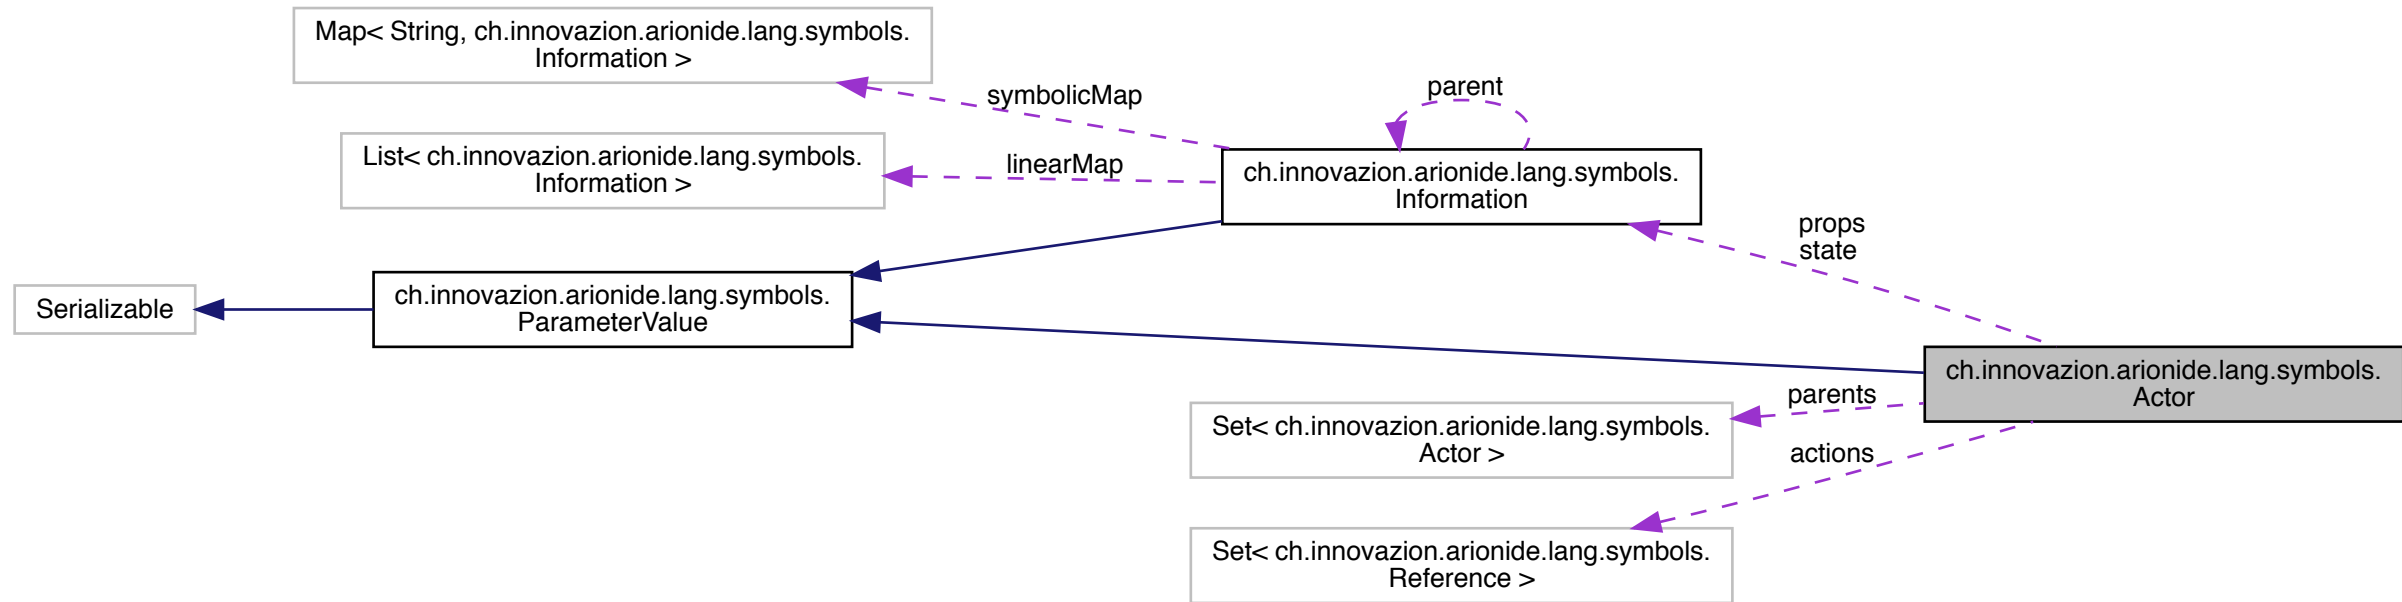 Map< String, ch.innovazion.arionide.lang.symbols.
Information >
symbolicMap
parent
List< ch.innovazion.arionide.lang.symbols.
Information >
linearMap
ch.innovazion.arionide.lang.symbols.
Information
props
state
Serializable
ch.innovazion.arionide.lang.symbols.
ParameterValue
ch.innovazion.arionide.lang.symbols.
Actor
parents
Set< ch.innovazion.arionide.lang.symbols.
Actor >
actions
Set< ch.innovazion.arionide.lang.symbols.
Reference >